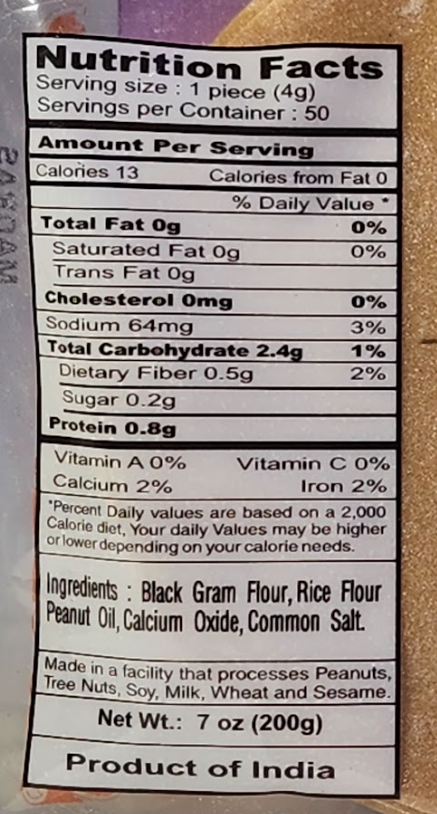 Nutrition Facts
Serving size : 1 piece (4g)
Servings per Container : 50
Amount Per Serving
Calories 13 Calories from Fat 0
% Daily Value *
Total Fat 0g 0%
Saturated Fat 0g 0%
Trans Fat 0g
Cholesterol 0mg 0%
Sodium 64mg 3%
Total Carbohydrate 2.4g 1%
Dietary Fiber 0.5g 2%
Sugar 0.2g
Protein 0.8g
Vitamin A 0% Vitamin C 0%
Calcium 2% Iron 2%
*Percent Daily values are based on a 2,000
Calorie diet, Your daily Values may be higher
or lower depending on your calorie needs.
Ingredients : Black Gram Flour, Rice Flour
Peanut Oil, Calcium Oxide, Common Salt.
Made in a facility that processes Peanuts,
Tree Nuts, Soy, Milk, Wheat and Sesame.
Net Wt.: 7 oz (200g)
Product of India